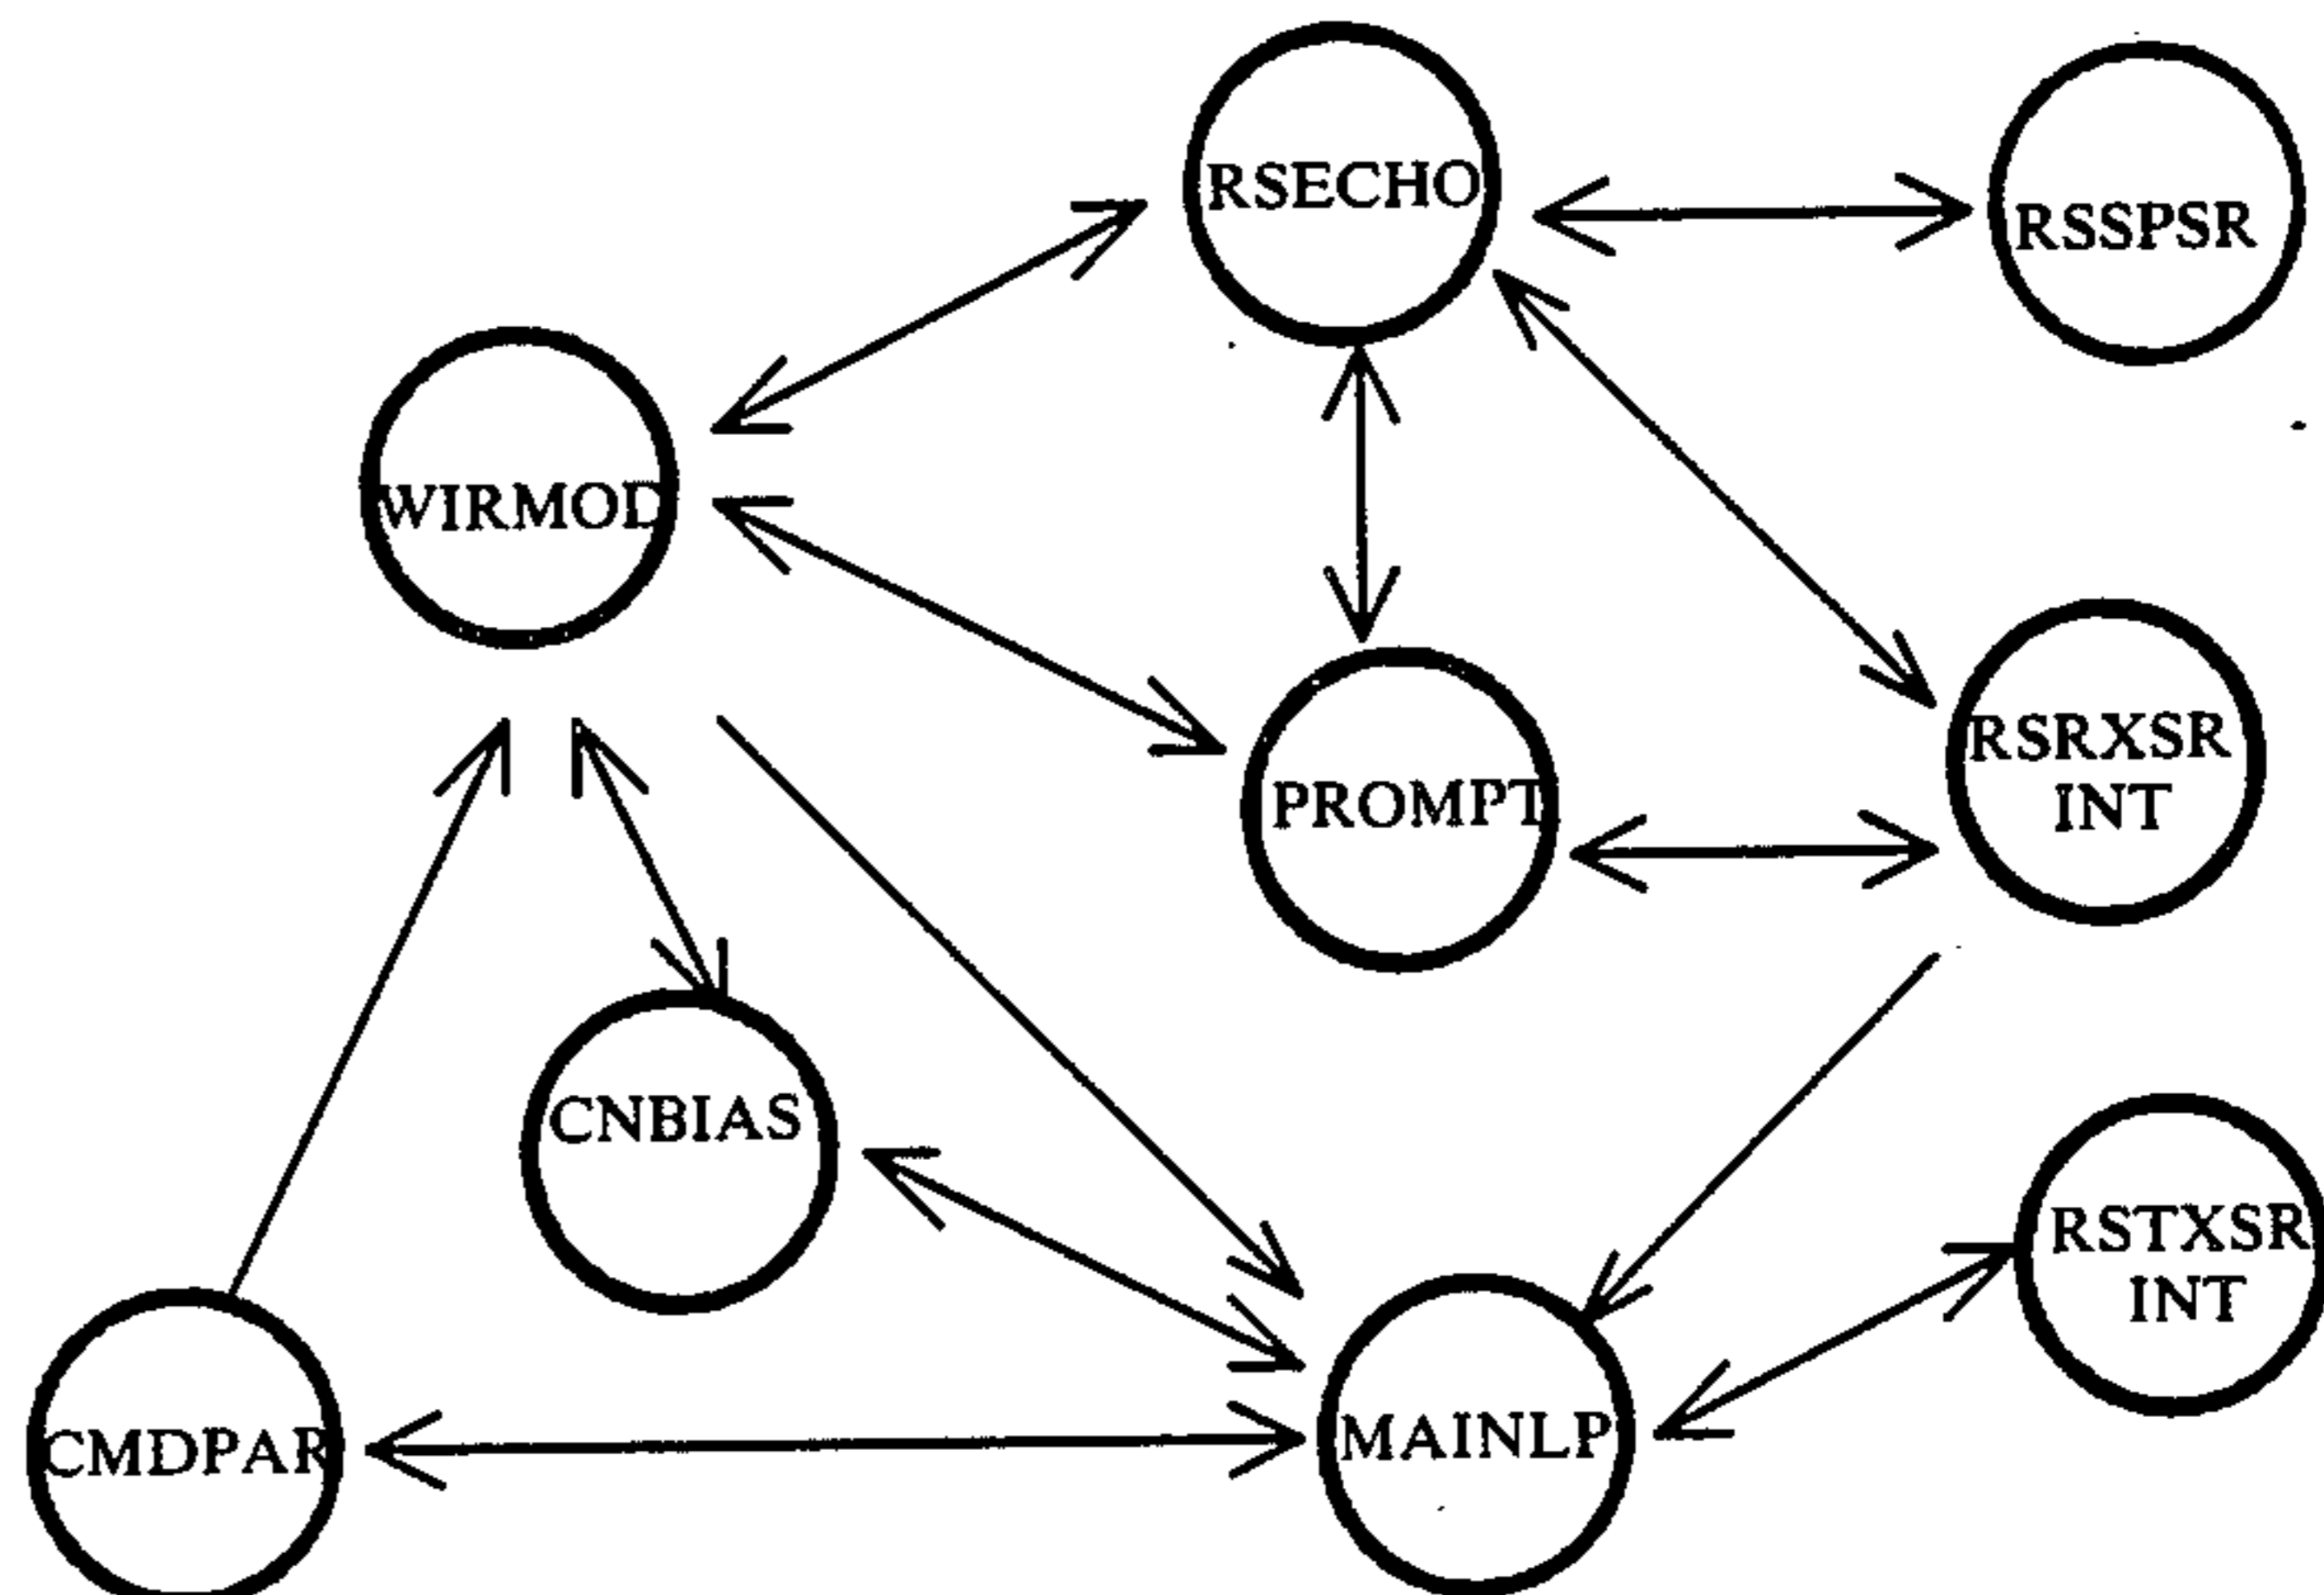 RSECHO
RSSPSR
WIRMOD
PROMPT
RSRXSR
INT
CNBIAS
RSTXSR
INT
CMDPAR
MAINLP